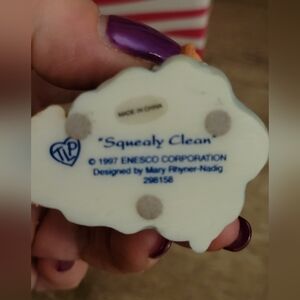 MADE IN CHINA
"Squealy Clean"
TLP
© 1997 ENESCO CORPORATION
Designed by Mary Rhyner-Nadig
298158